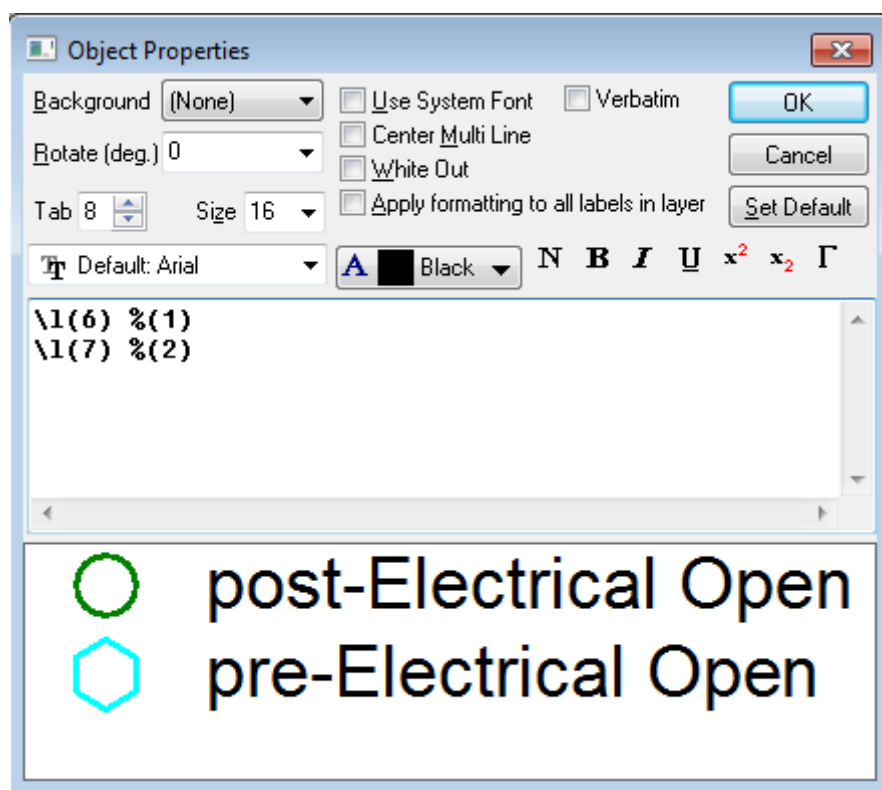 Object Properties
Background (None) Use System Font Verbatim OK
Center Multi Line
Rotate (deg.) 0 White Out Cancel
Tab 8 Size 16 Apply formatting to all labels in layer Set Default
Default: Arial A Black N B I U x² x₂ Γ
\l(6) %(1)
\l(7) %(2)
post-Electrical Open
pre-Electrical Open